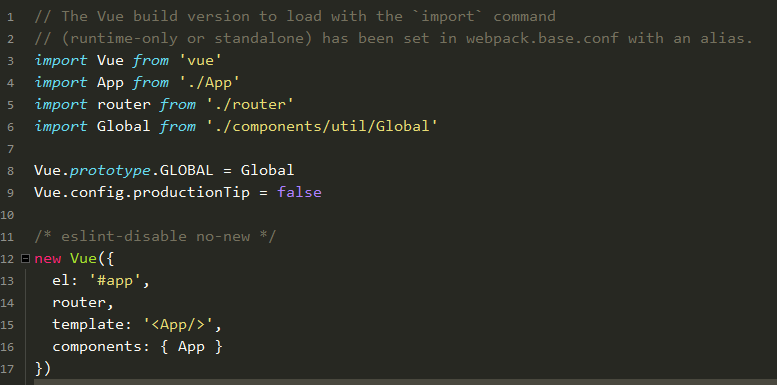 1 // The Vue build version to load with the `import` command
2 // (runtime-only or standalone) has been set in webpack.base.conf with an alias.
3 import Vue from 'vue'
4 import App from './App'
5 import router from './router'
6 import Global from './components/util/Global'
7
8 Vue.prototype.GLOBAL = Global
9 Vue.config.productionTip = false
10
11 /* eslint-disable no-new */
12 new Vue({
13   el: '#app',
14   router,
15   template: '<App/>',
16   components: { App }
17 })